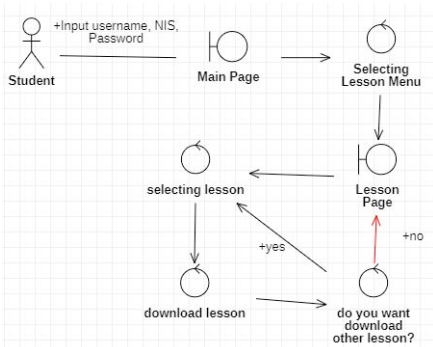 +Input username, NIS,
Password
Student
Main Page
Selecting
Lesson Menu
selecting lesson
Lesson
Page
+no
+yes
download lesson
do you want
download
other lesson?